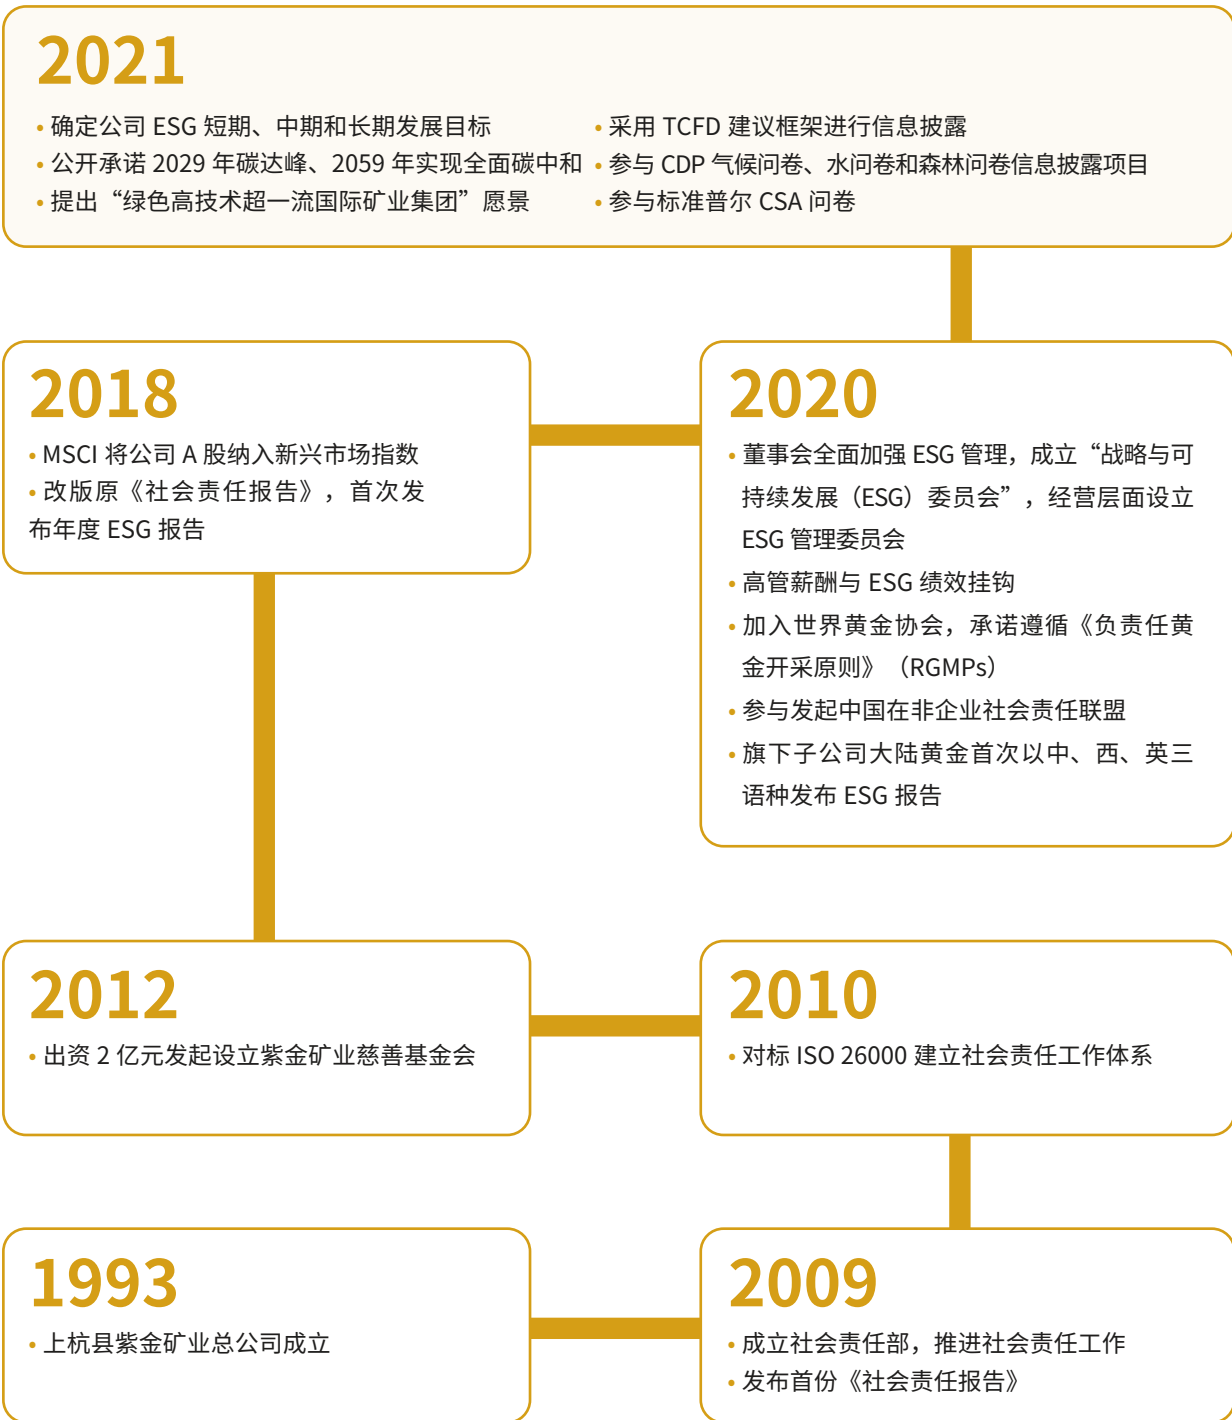 2021
• 确定公司 ESG 短期、中期和长期发展目标
• 公开承诺 2029 年碳达峰、2059 年实现全面碳中和
• 提出“绿色高技术超一流国际矿业集团”愿景
• 采用 TCFD 建议框架进行信息披露
• 参与 CDP 气候问卷、水问卷和森林问卷信息披露项目
• 参与标准普尔 CSA 问卷
2018
• MSCI 将公司 A 股纳入新兴市场指数
• 改版原《社会责任报告》，首次发
布年度 ESG 报告
2020
• 董事会全面加强 ESG 管理，成立“战略与可
持续发展（ESG）委员会”，经营层面设立
ESG 管理委员会
• 高管薪酬与 ESG 绩效挂钩
• 加入世界黄金协会，承诺遵循《负责任黄
金开采原则》（RGMPs）
• 参与发起中国在非企业社会责任联盟
• 旗下子公司大陆黄金首次以中、西、英三
语种发布 ESG 报告
2012
• 出资 2 亿元发起设立紫金矿业慈善基金会
2010
• 对标 ISO 26000 建立社会责任工作体系
1993
• 上杭县紫金矿业总公司成立
2009
• 成立社会责任部，推进社会责任工作
• 发布首份《社会责任报告》